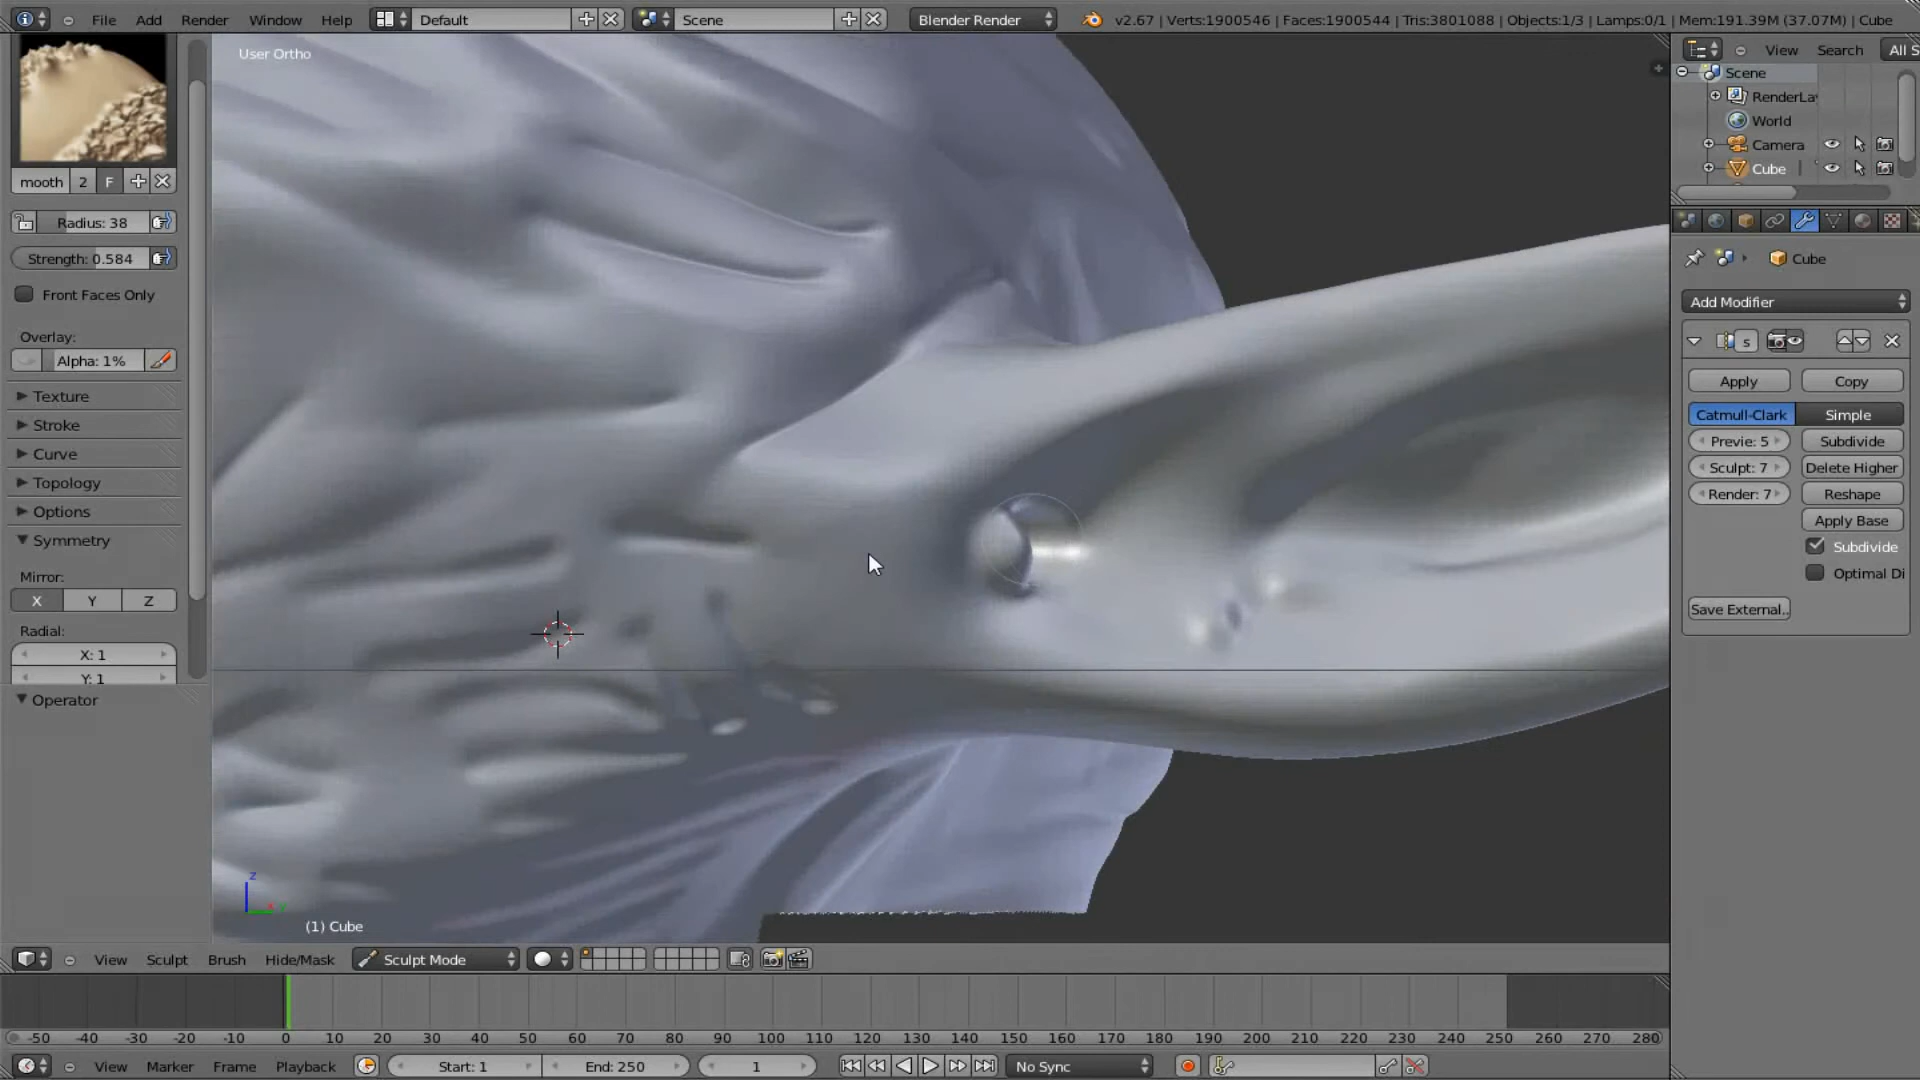 File Add Render Window Help Default Scene Blender Render v2.67 | Verts:1900546 | Faces:1900544 | Tris:3801088 | Objects:1/3 | Lamps:0/1 | Mem:191.39M (37.07M) | Cube
User Ortho
View Search All S
Scene
RenderLa
World
Camera
Cube
mooth 2 F
Radius: 38
Strength: 0.584
Front Faces Only
Overlay:
Alpha: 1%
Texture
Stroke
Curve
Topology
Options
Symmetry
Mirror:
X Y Z
Radial:
X: 1
Y: 1
Operator
Cube
Add Modifier
s
Apply Copy
Catmull-Clark Simple
Previe: 5 Subdivide
Sculpt: 7 Delete Higher
Render: 7 Reshape
Apply Base
Subdivide
Optimal Di
Save External..
z
x y
(1) Cube
View Sculpt Brush Hide/Mask Sculpt Mode
-50 -40 -30 -20 -10 0 10 20 30 40 50 60 70 80 90 100 110 120 130 140 150 160 170 180 190 200 210 220 230 240 250 260 270 280
View Marker Frame Playback Start: 1 End: 250 1 No Sync